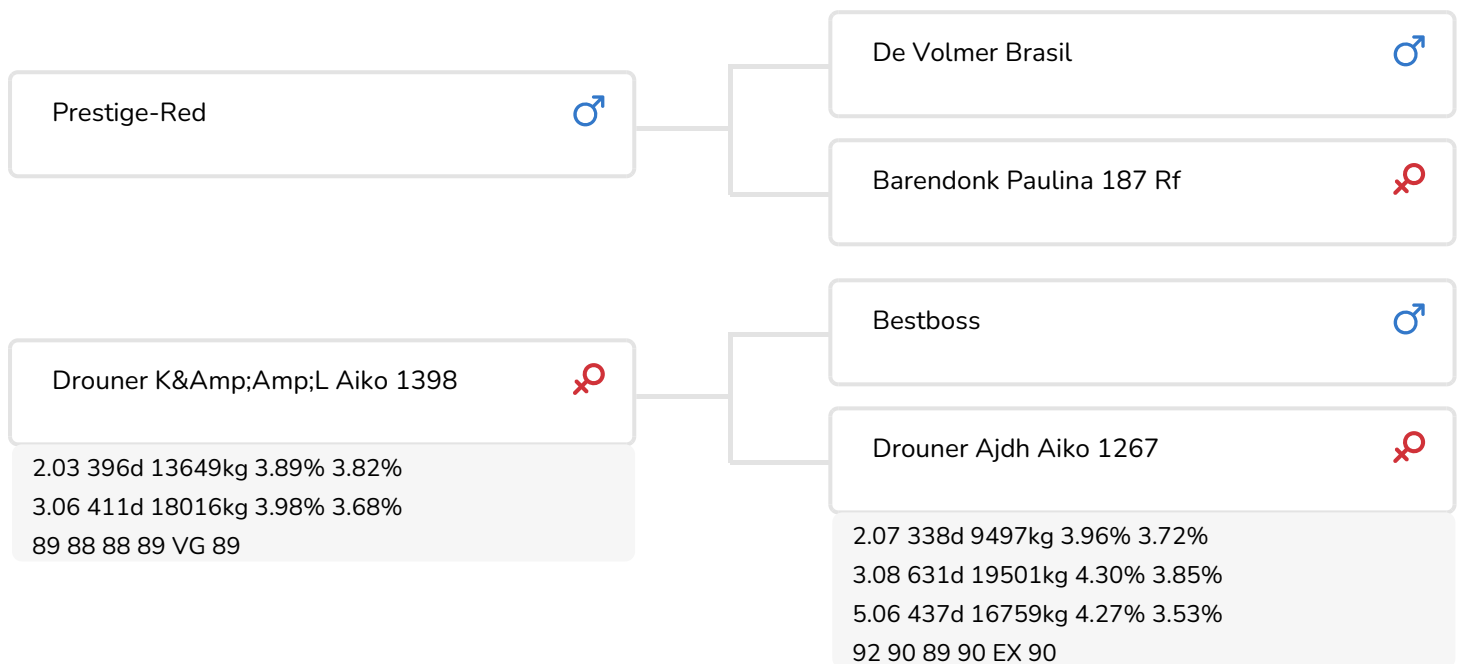 Prestige-Red
Drouner K&Amp;Amp;L Aiko 1398
2.03 396d 13649kg 3.89% 3.82%
3.06 411d 18016kg 3.98% 3.68%
89 88 88 89 VG 89
De Volmer Brasil
Barendonk Paulina 187 Rf
Bestboss
Drouner Ajdh Aiko 1267
2.07 338d 9497kg 3.96% 3.72%
3.08 631d 19501kg 4.30% 3.85%
5.06 437d 16759kg 4.27% 3.53%
92 90 89 90 EX 90